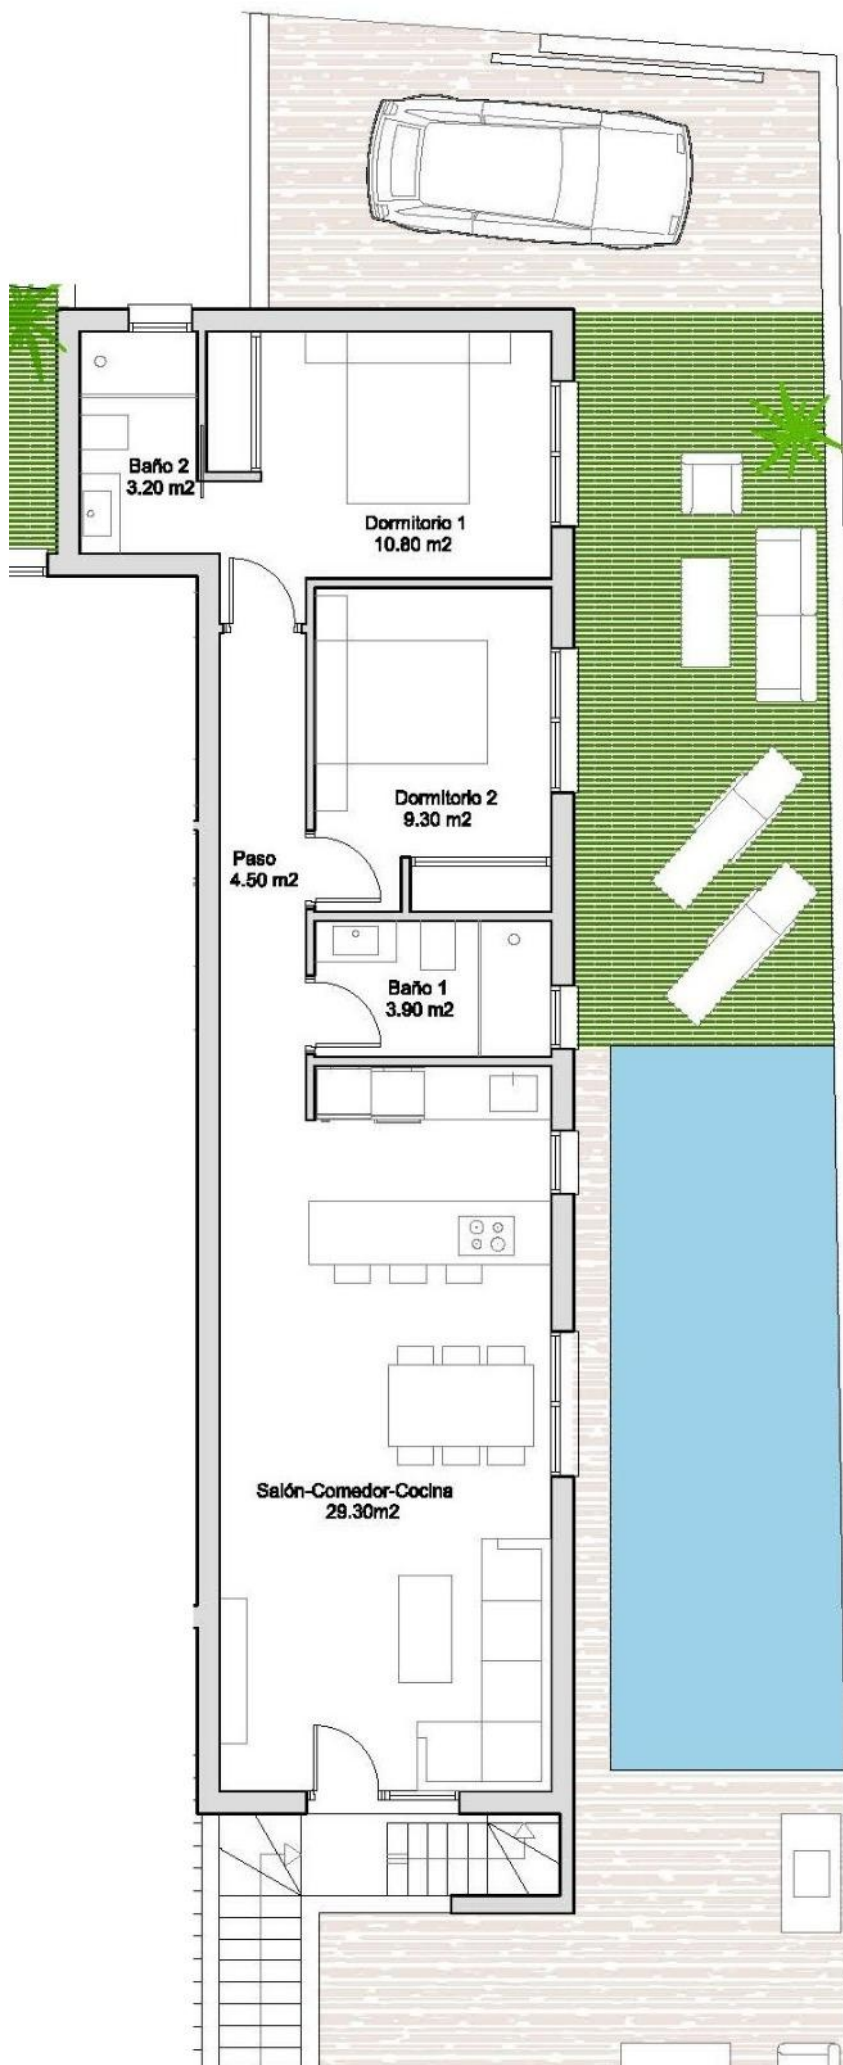 Baño 2
3.20 m2
Dormitorio 1
10.80 m2
Dormitorio 2
9.30 m2
Paso
4.50 m2
Baño 1
3.90 m2
Salón-Comedor-Cocina
29.30m2